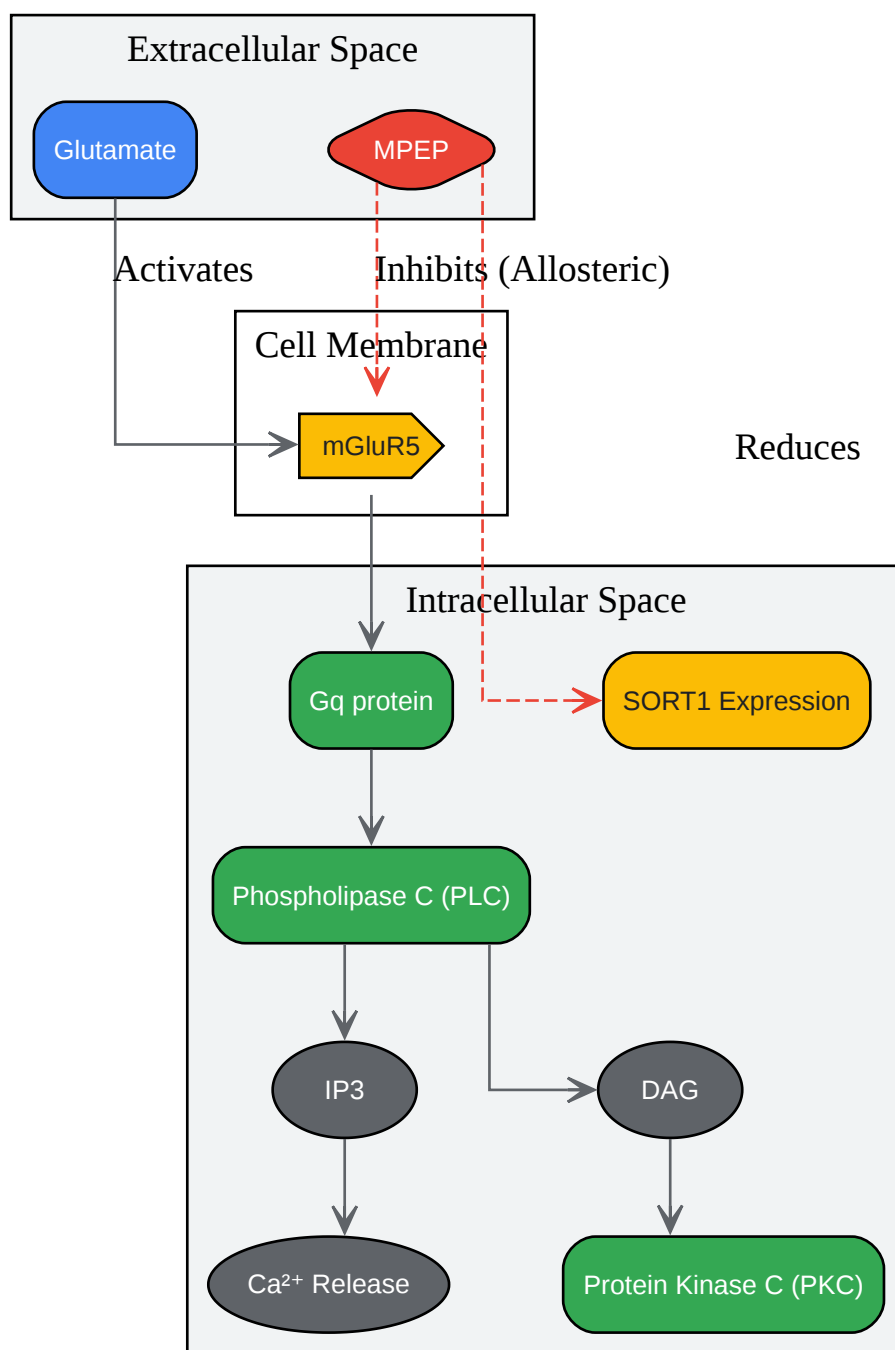 Extracellular Space
Glutamate
MPEP
Activates
Inhibits (Allosteric)
Cell Membrane
mGluR5
Reduces
Intracellular Space
Gq protein
SORT1 Expression
Phospholipase C (PLC)
IP3
DAG
Ca²⁺ Release
Protein Kinase C (PKC)